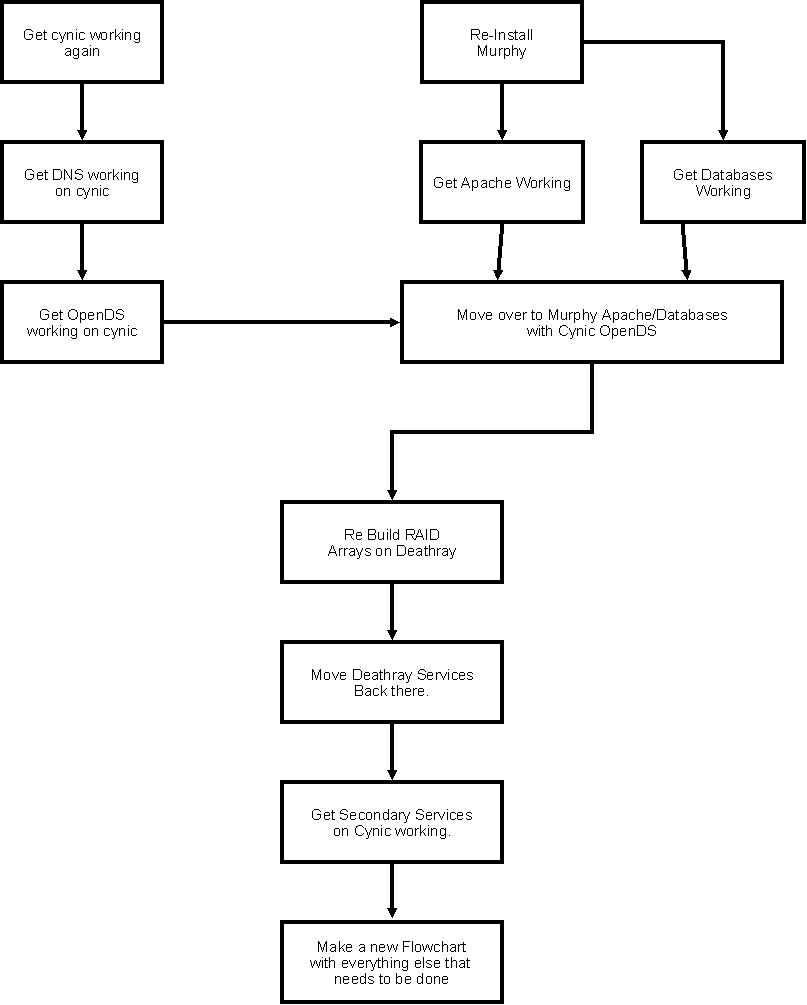 Get cynic working
again
Re-Install
Murphy
Get DNS working
on cynic
Get Apache Working
Get Databases
Working
Get OpenDS
working on cynic
Move over to Murphy Apache/Databases
with Cynic OpenDS
Re Build RAID
Arrays on Deathray
Move Deathray Services
Back there.
Get Secondary Services
on Cynic working.
Make a new Flowchart
with everything else that
needs to be done